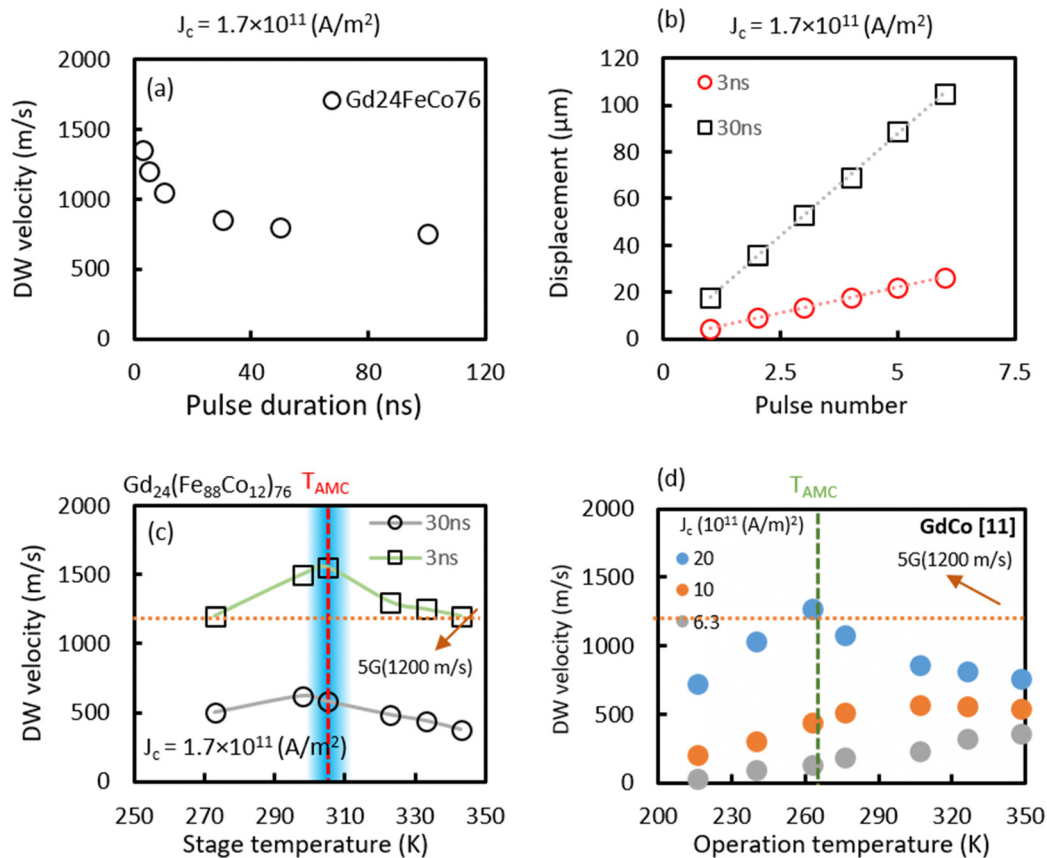 J_c = 1.7×10^11 (A/m^2)
(a)
Gd24FeCo76
DW velocity (m/s)
2000
1500
1000
500
0
0 40 80 120
Pulse duration (ns)
(b)
J_c = 1.7×10^11 (A/m^2)
3ns
30ns
Displacement (μm)
120
100
80
60
40
20
0
0 2.5 5 7.5
Pulse number
Gd_24(Fe_88Co_12)_76
T_AMC
(c)
30ns
3ns
5G(1200 m/s)
J_c = 1.7×10^11 (A/m^2)
DW velocity (m/s)
2000
1500
1000
500
0
250 270 290 310 330 350
Stage temperature (K)
(d)
T_AMC
J_c (10^11 (A/m)^2)
20
10
6.3
GdCo [11]
5G(1200 m/s)
DW velocity (m/s)
2000
1500
1000
500
0
200 230 260 290 320 350
Operation temperature (K)